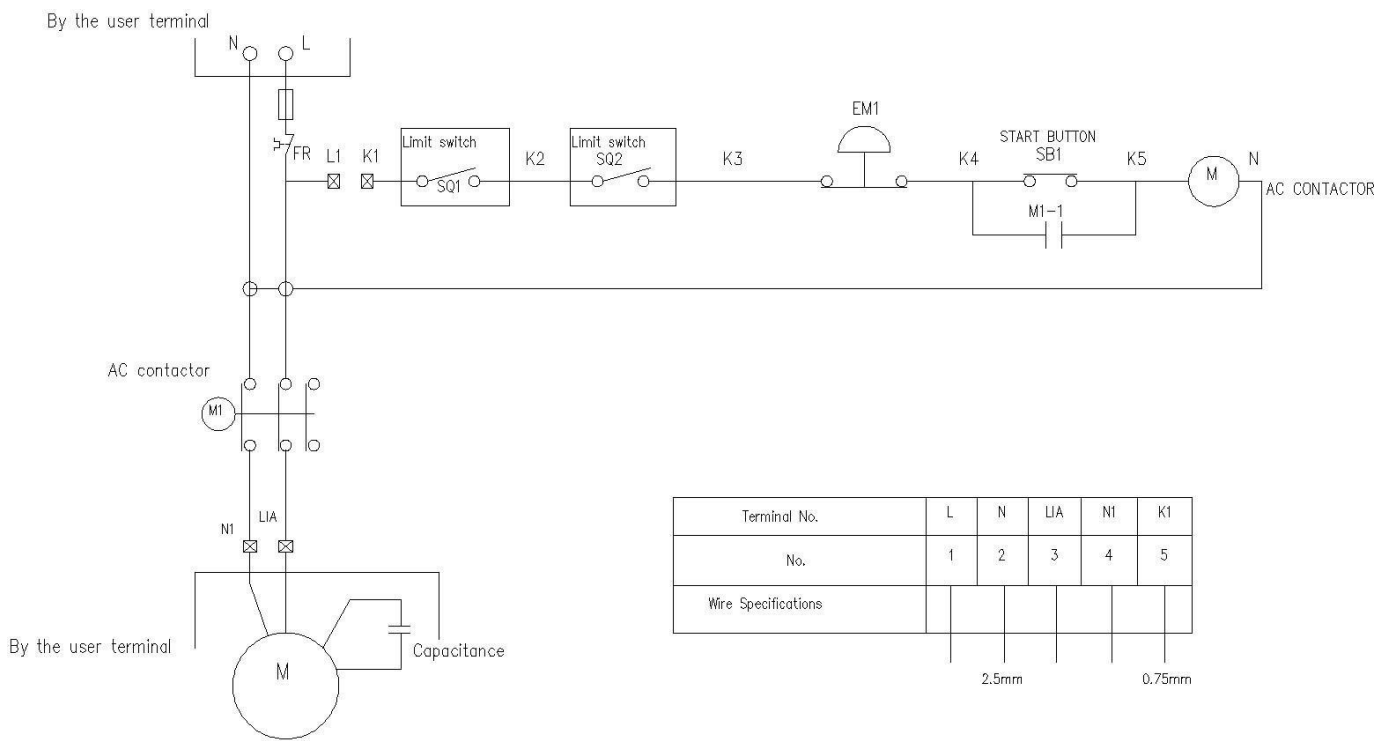 By the user terminal
N
L
FR
L1
K1
Limit switch
SQ1
K2
Limit switch
SQ2
K3
EM1
K4
START BUTTON
SB1
M1-1
K5
M
N
AC CONTACTOR
AC contactor
M1
N1
LIA
By the user terminal
M
Capacitance
Terminal No. L N LIA N1 K1
No. 1 2 3 4 5
Wire Specifications
2.5mm 0.75mm